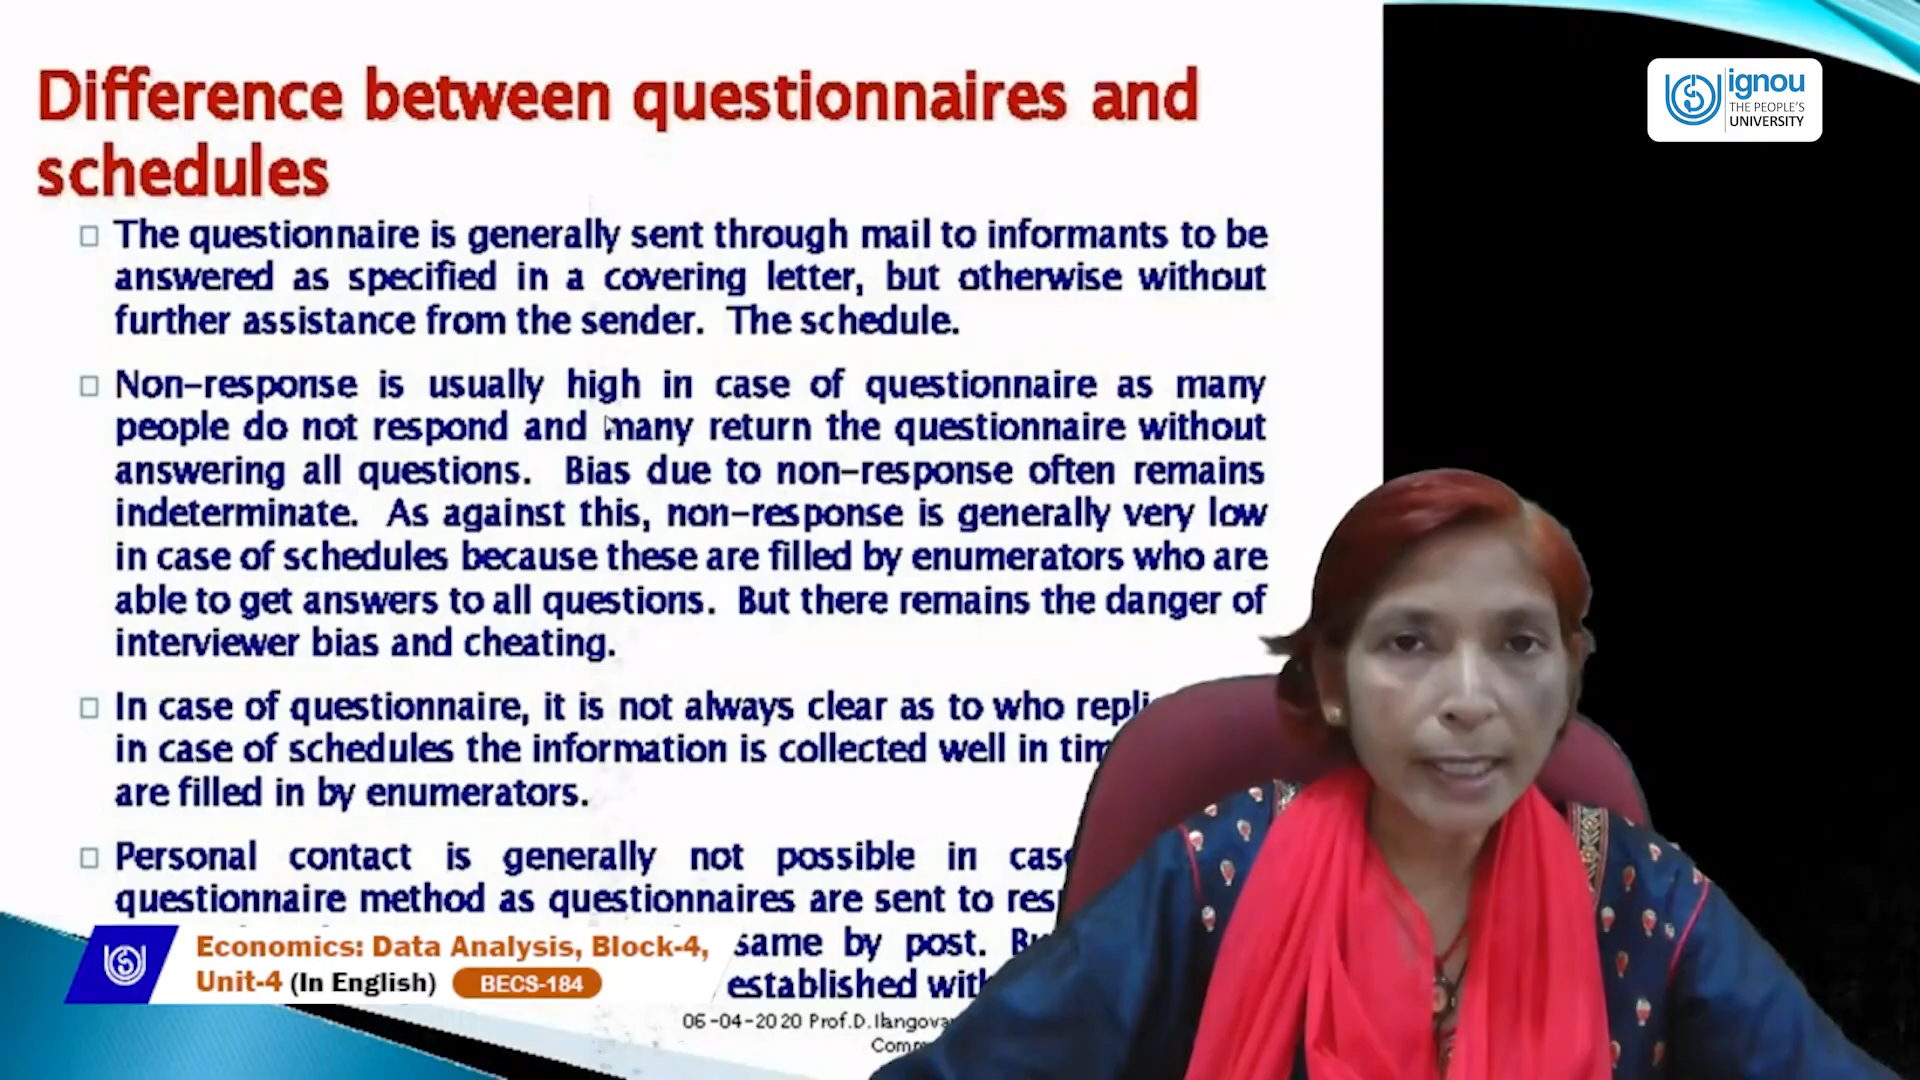 Difference between questionnaires and
schedules
The questionnaire is generally sent through mail to informants to be
answered as specified in a covering letter, but otherwise without
further assistance from the sender. The schedule.
Non-response is usually high in case of questionnaire as many
people do not respond and many return the questionnaire without
answering all questions. Bias due to non-response often remains
indeterminate. As against this, non-response is generally very low
in case of schedules because these are filled by enumerators who are
able to get answers to all questions. But there remains the danger of
interviewer bias and cheating.
In case of questionnaire, it is not always clear as to who
in case of schedules the information is collected well in
are filled in by enumerators.
Personal contact is generally not possible in
questionnaire method as questionnaires are sent to
same by post.
established
06-04-2020 Prof.D.
ignou
THE PEOPLE'S
UNIVERSITY
Economics: Data Analysis, Block-4,
Unit-4 (In English) BECS-184